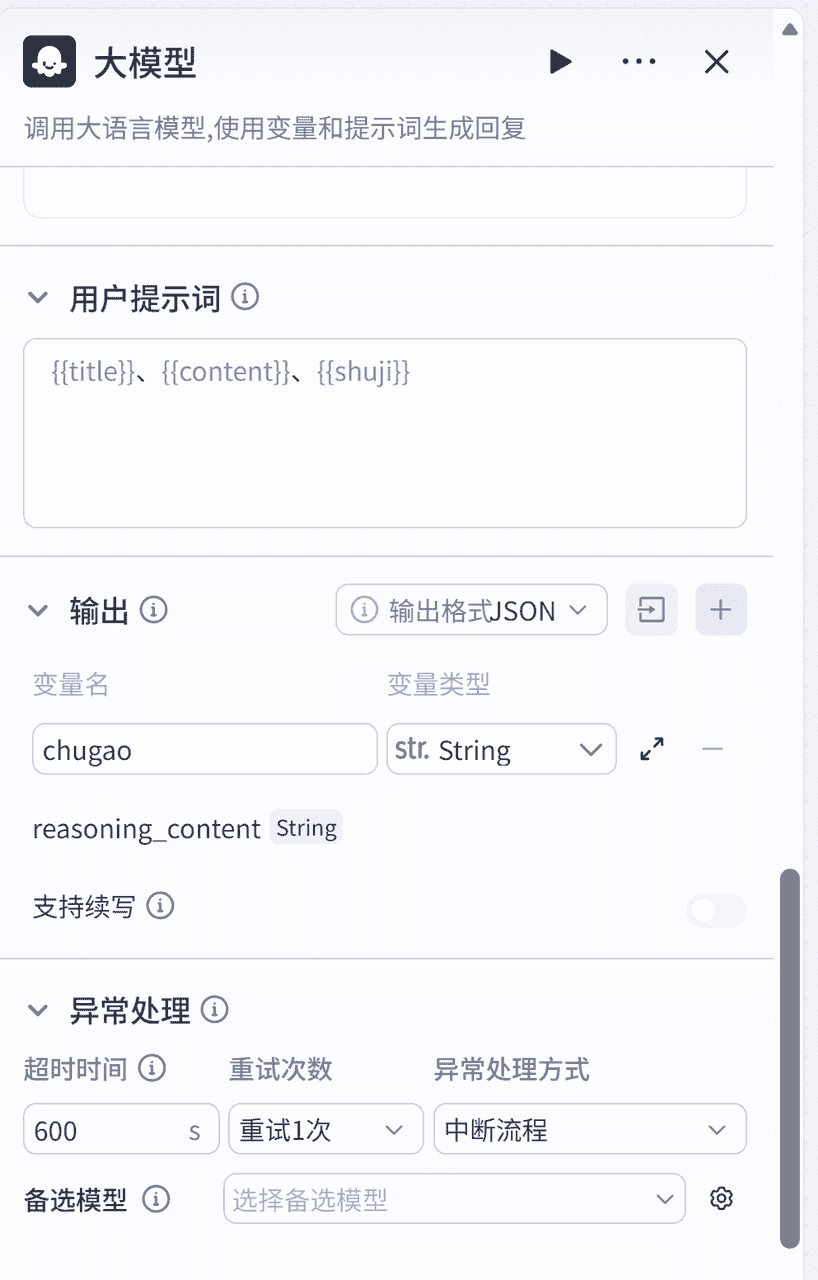 大模型
调用大语言模型,使用变量和提示词生成回复
用户提示词
{{title}}、{{content}}、{{shuji}}
输出 输出格式JSON
变量名 变量类型
chugao str. String
reasoning_content String
支持续写
异常处理
超时时间 重试次数 异常处理方式
600 s 重试1次 中断流程
备选模型 选择备选模型